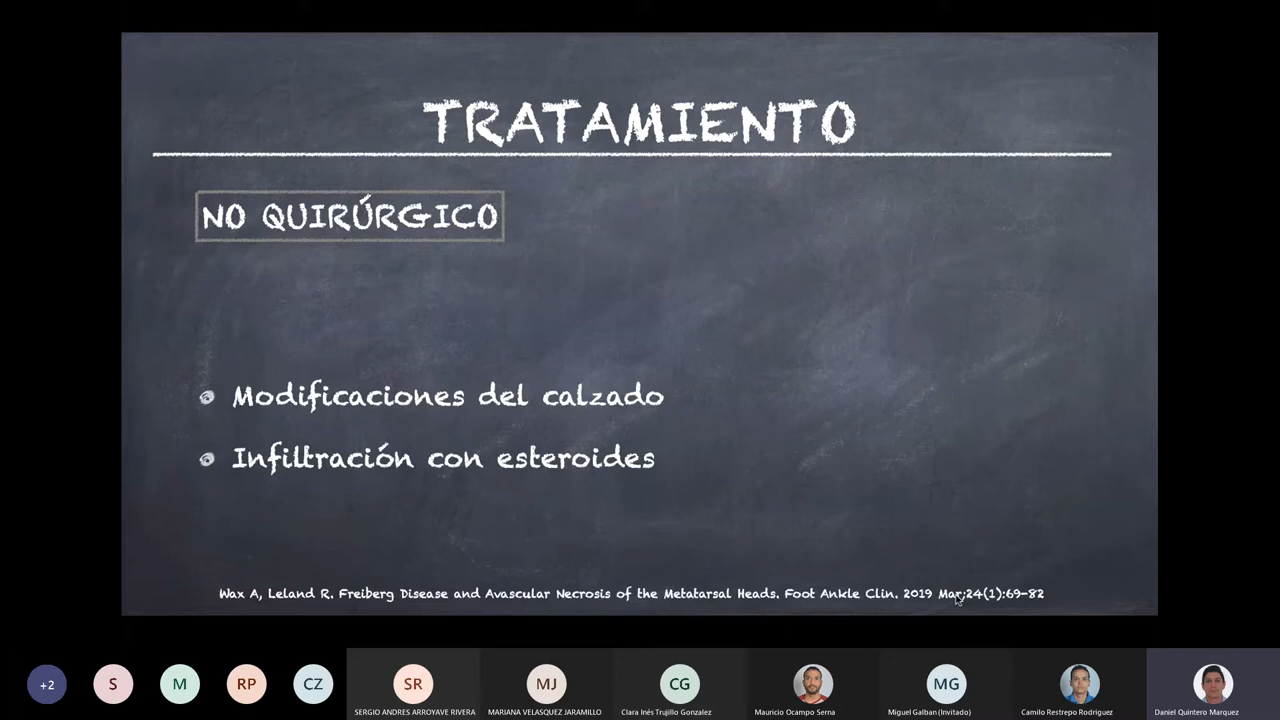 TRATAMIENTO
NO QUIRÚRGICO
Modificaciones del calzado
Infiltración con esteroides
Wax A, Leland R. Freiberg Disease and Avascular Necrosis of the Metatarsal Heads. Foot Ankle Clin. 2019 Mar;24(1):69-82
+2
S
M
RP
CZ
SR
MJ
CG
MG
SERGIO ANDRES ARROYAVE RIVERA
MARIANA VELASQUEZ JARAMILLO
Clara Inés Trujillo Gonzalez
Mauricio Ocampo Serna
Miguel Galban (Invitado)
Camilo Restrepo Rodriguez
Daniel Quintero Marquez